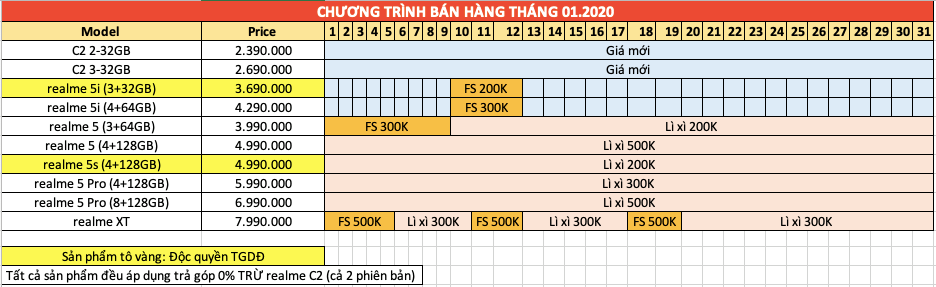 CHƯƠNG TRÌNH BÁN HÀNG THÁNG 01.2020
Model Price 1 2 3 4 5 6 7 8 9 10 11 12 13 14 15 16 17 18 19 20 21 22 23 24 25 26 27 28 29 30 31
C2 2-32GB 2.390.000 Giá mới
C2 3-32GB 2.690.000 Giá mới
realme 5i (3+32GB) 3.690.000 FS 200K
realme 5i (4+64GB) 4.290.000 FS 300K
realme 5 (3+64GB) 3.990.000 FS 300K Lì xì 200K
realme 5 (4+128GB) 4.990.000 Lì xì 500K
realme 5s (4+128GB) 4.990.000 Lì xì 200K
realme 5 Pro (4+128GB) 5.990.000 Lì xì 300K
realme 5 Pro (8+128GB) 6.990.000 Lì xì 500K
realme XT 7.990.000 FS 500K Lì xì 300K FS 500K Lì xì 300K FS 500K Lì xì 300K
Sản phẩm tô vàng: Độc quyền TGDĐ
Tất cả sản phẩm đều áp dụng trả góp 0% TRỪ realme C2 (cả 2 phiên bản)